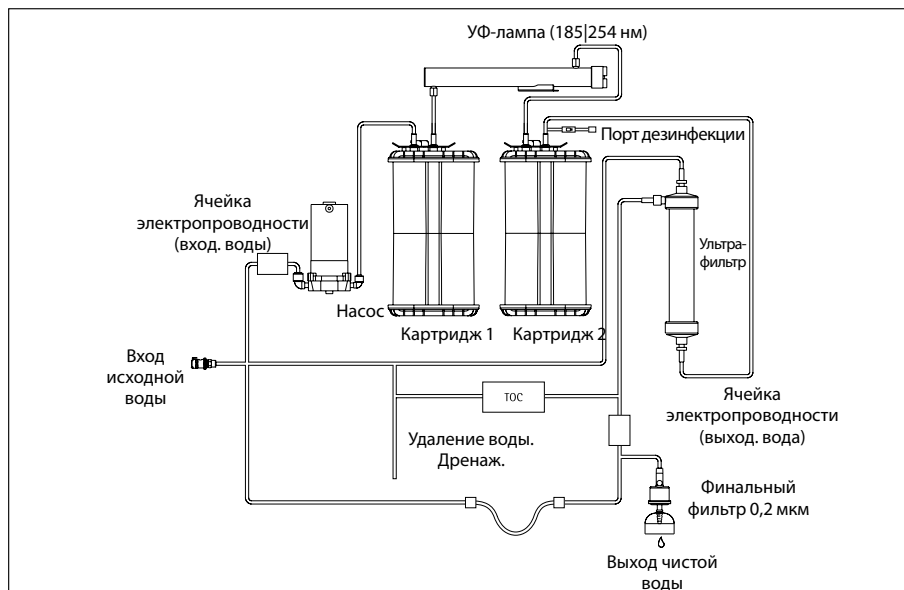 УФ-лампа (185|254 нм)
Порт дезинфекции
Ячейка
электропроводности
(вход. воды)
Ультра-
фильтр
Насос
Картридж 1
Картридж 2
Вход
исходной
воды
TOC
Ячейка
электропроводности
(выход. вода)
Удаление воды.
Дренаж.
Финальный
фильтр 0,2 мкм
Выход чистой
воды